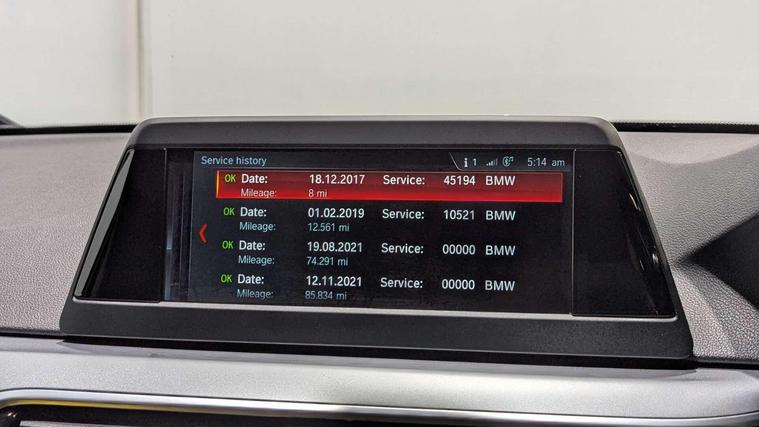 Service history
i 1 5:14 am
OK Date: 18.12.2017 Service: 45194 BMW
Mileage: 8 mi
OK Date: 01.02.2019 Service: 10521 BMW
Mileage: 12.561 mi
OK Date: 19.08.2021 Service: 00000 BMW
Mileage: 74.291 mi
OK Date: 12.11.2021 Service: 00000 BMW
Mileage: 85.834 mi